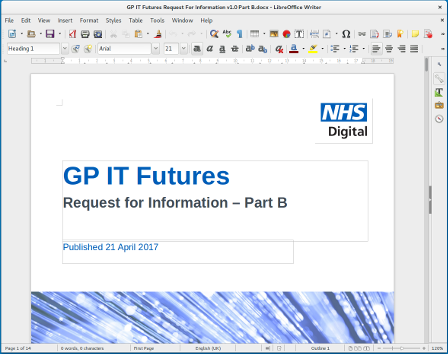 GP IT Futures Request For Information v1.0 Part B.docx - LibreOffice Writer
File Edit View Insert Format Styles Table Tools Window Help
Heading 1 Arial 21
NHS
Digital
GP IT Futures
Request for Information – Part B
Published 21 April 2017
Page 1 of 14 0 words, 0 characters First Page English (UK) Outline 1 120%